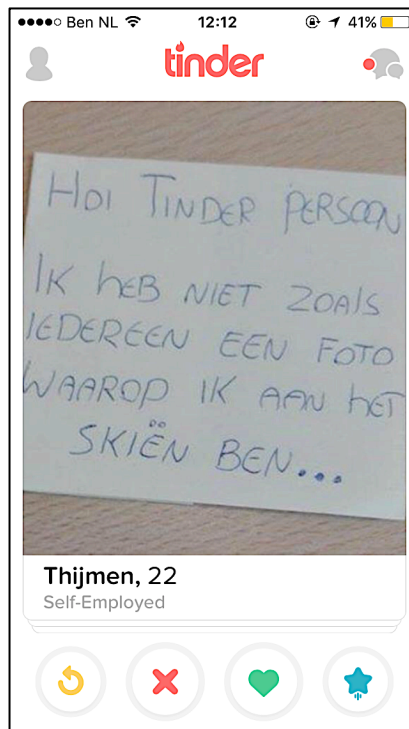 Ben NL 12:12 41%
tinder
HOI TINDER PERSOON
IK HEB NIET ZOALS
IEDEREEN EEN FOTO
WAAROP IK AAN HET
SKIËN BEN...
Thijmen, 22
Self-Employed